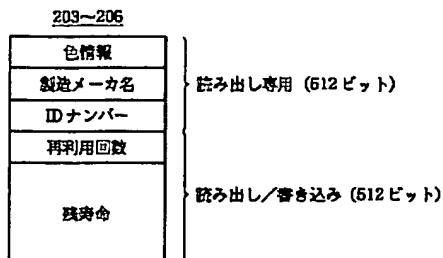 203~206
色情報
製造メーカ名
IDナンバー
再利用回数
残寿命
読み出し専用 (512ビット)
読み出し/書き込み (512ビット)